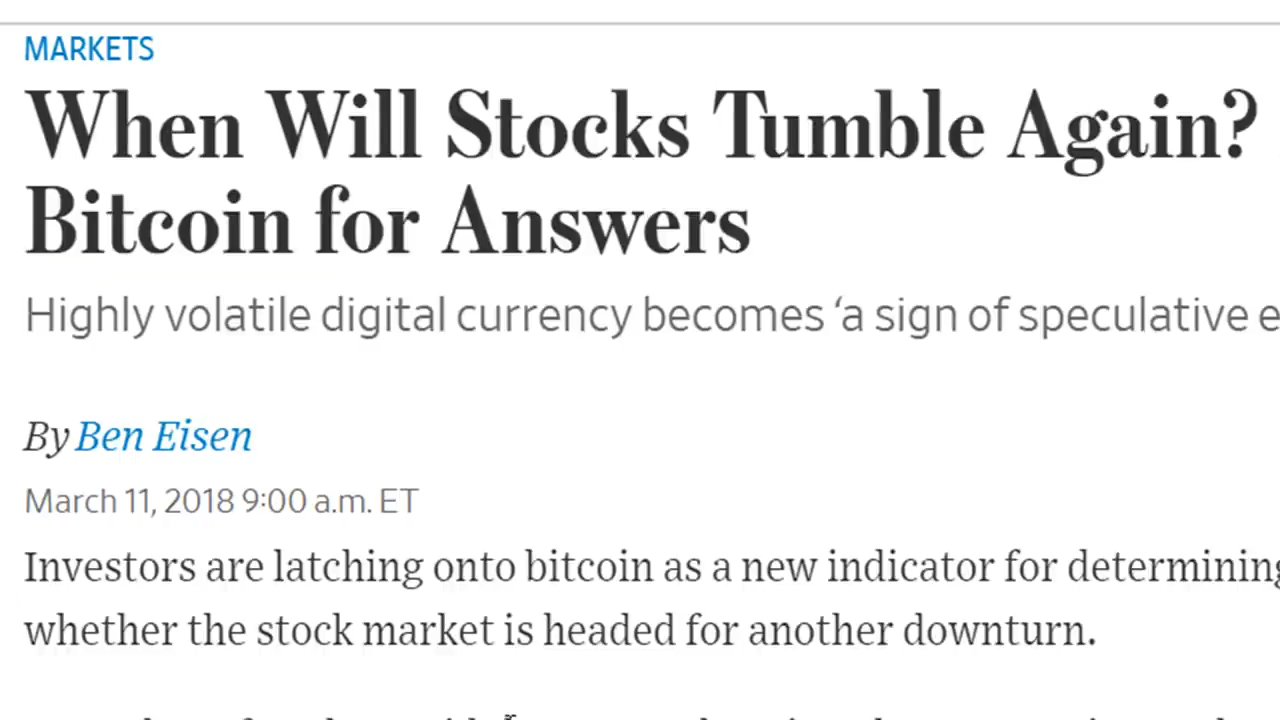 MARKETS
When Will Stocks Tumble Again?
Bitcoin for Answers
Highly volatile digital currency becomes ‘a sign of speculative
By Ben Eisen
March 11, 2018 9:00 a.m. ET
Investors are latching onto bitcoin as a new indicator for determining
whether the stock market is headed for another downturn.